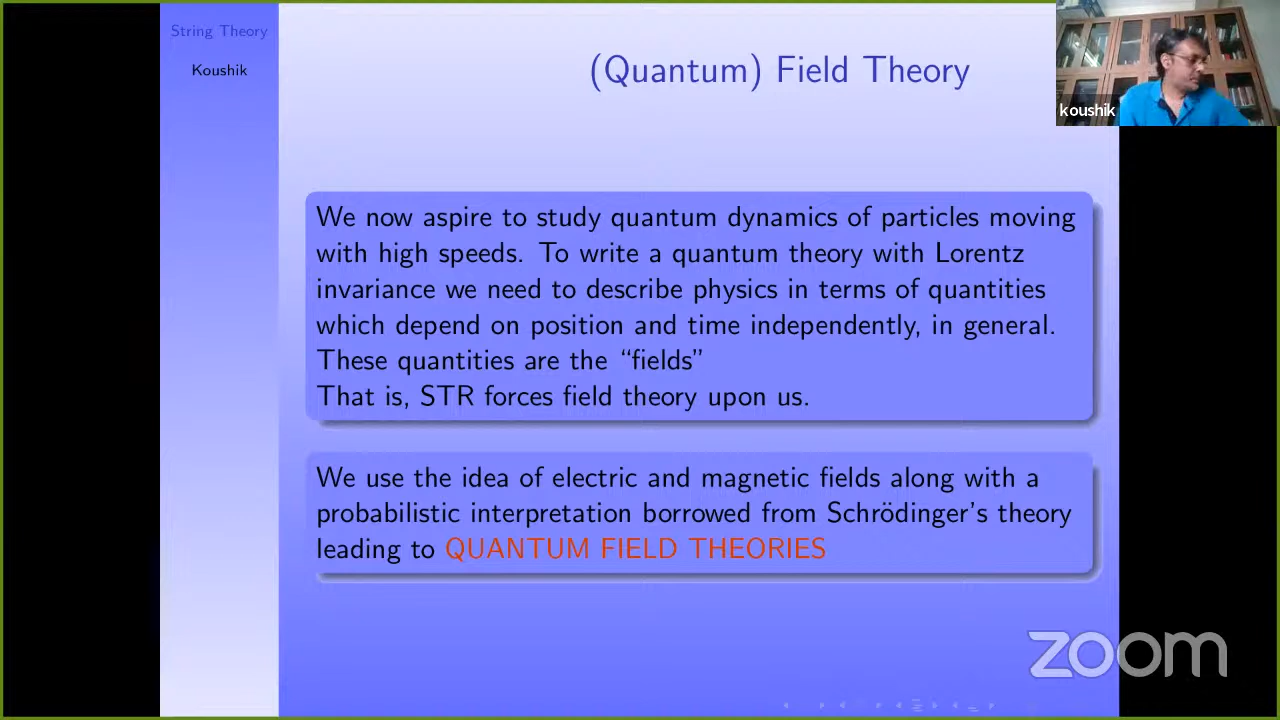 String Theory
Koushik
(Quantum) Field Theory
koushik
We now aspire to study quantum dynamics of particles moving
with high speeds. To write a quantum theory with Lorentz
invariance we need to describe physics in terms of quantities
which depend on position and time independently, in general.
These quantities are the “fields”
That is, STR forces field theory upon us.
We use the idea of electric and magnetic fields along with a
probabilistic interpretation borrowed from Schrödinger's theory
leading to QUANTUM FIELD THEORIES
zoom